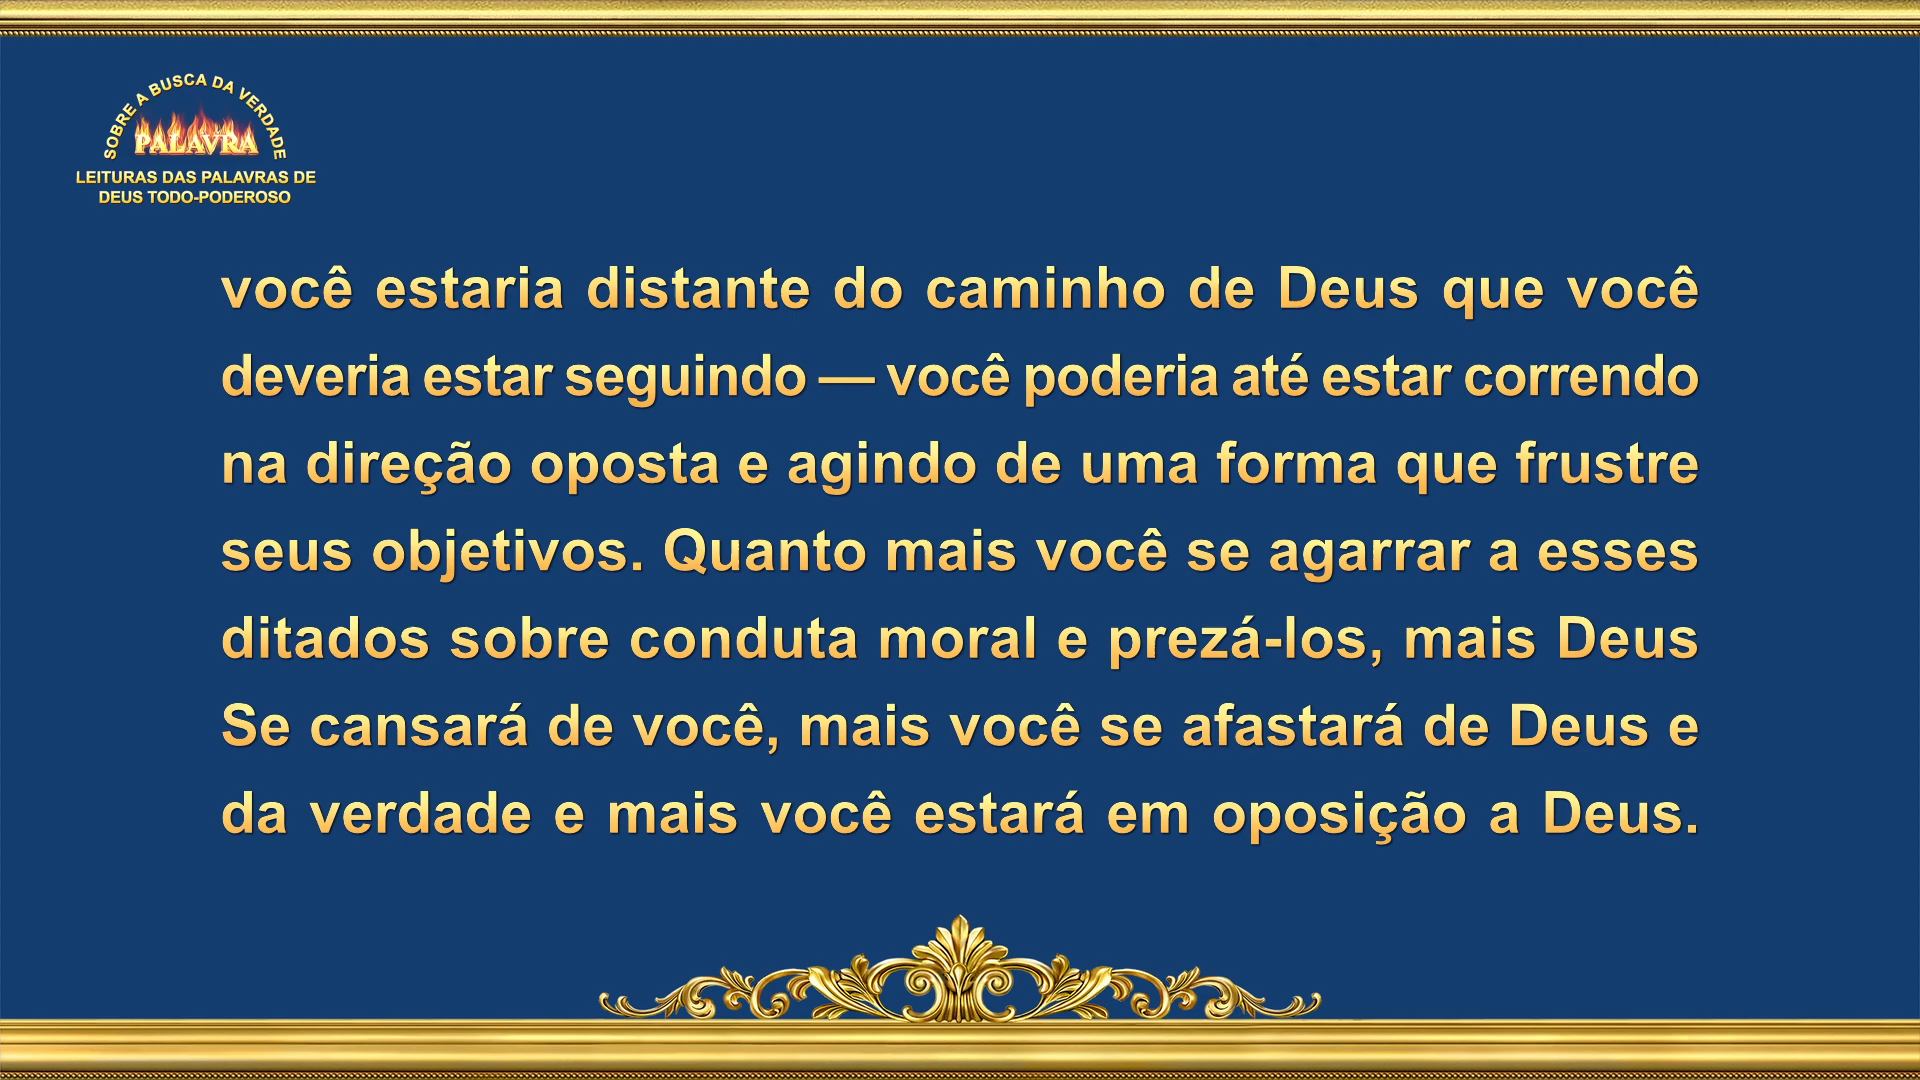 SOBRE A BUSCA DA VERDADE
PALAVRA
LEITURAS DAS PALAVRAS DE
DEUS TODO-PODEROSO
você estaria distante do caminho de Deus que você
deveria estar seguindo — você poderia até estar correndo
na direção oposta e agindo de uma forma que frustre
seus objetivos. Quanto mais você se agarrar a esses
ditados sobre conduta moral e prezá-los, mais Deus
Se cansará de você, mais você se afastará de Deus e
da verdade e mais você estará em oposição a Deus.